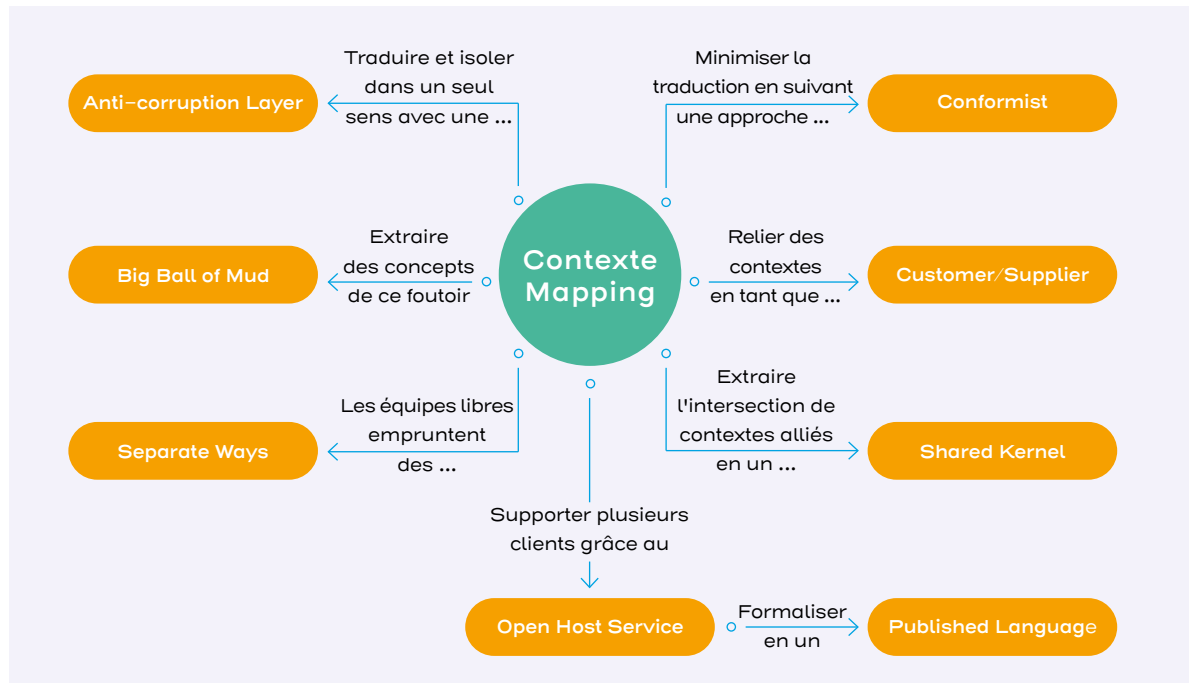 Traduire et isoler
dans un seul
sens avec une ...
Anti-corruption Layer
Minimiser la
traduction en suivant
une approche ...
Conformist
Extraire
des concepts
de ce foutoir
Big Ball of Mud
Contexte
Mapping
Relier des
contextes
en tant que ...
Customer/Supplier
Les équipes libres
empruntent
des ...
Separate Ways
Extraire
l'intersection de
contextes alliés
en un ...
Shared Kernel
Supporter plusieurs
clients grâce au
Open Host Service
Formaliser
en un
Published Language